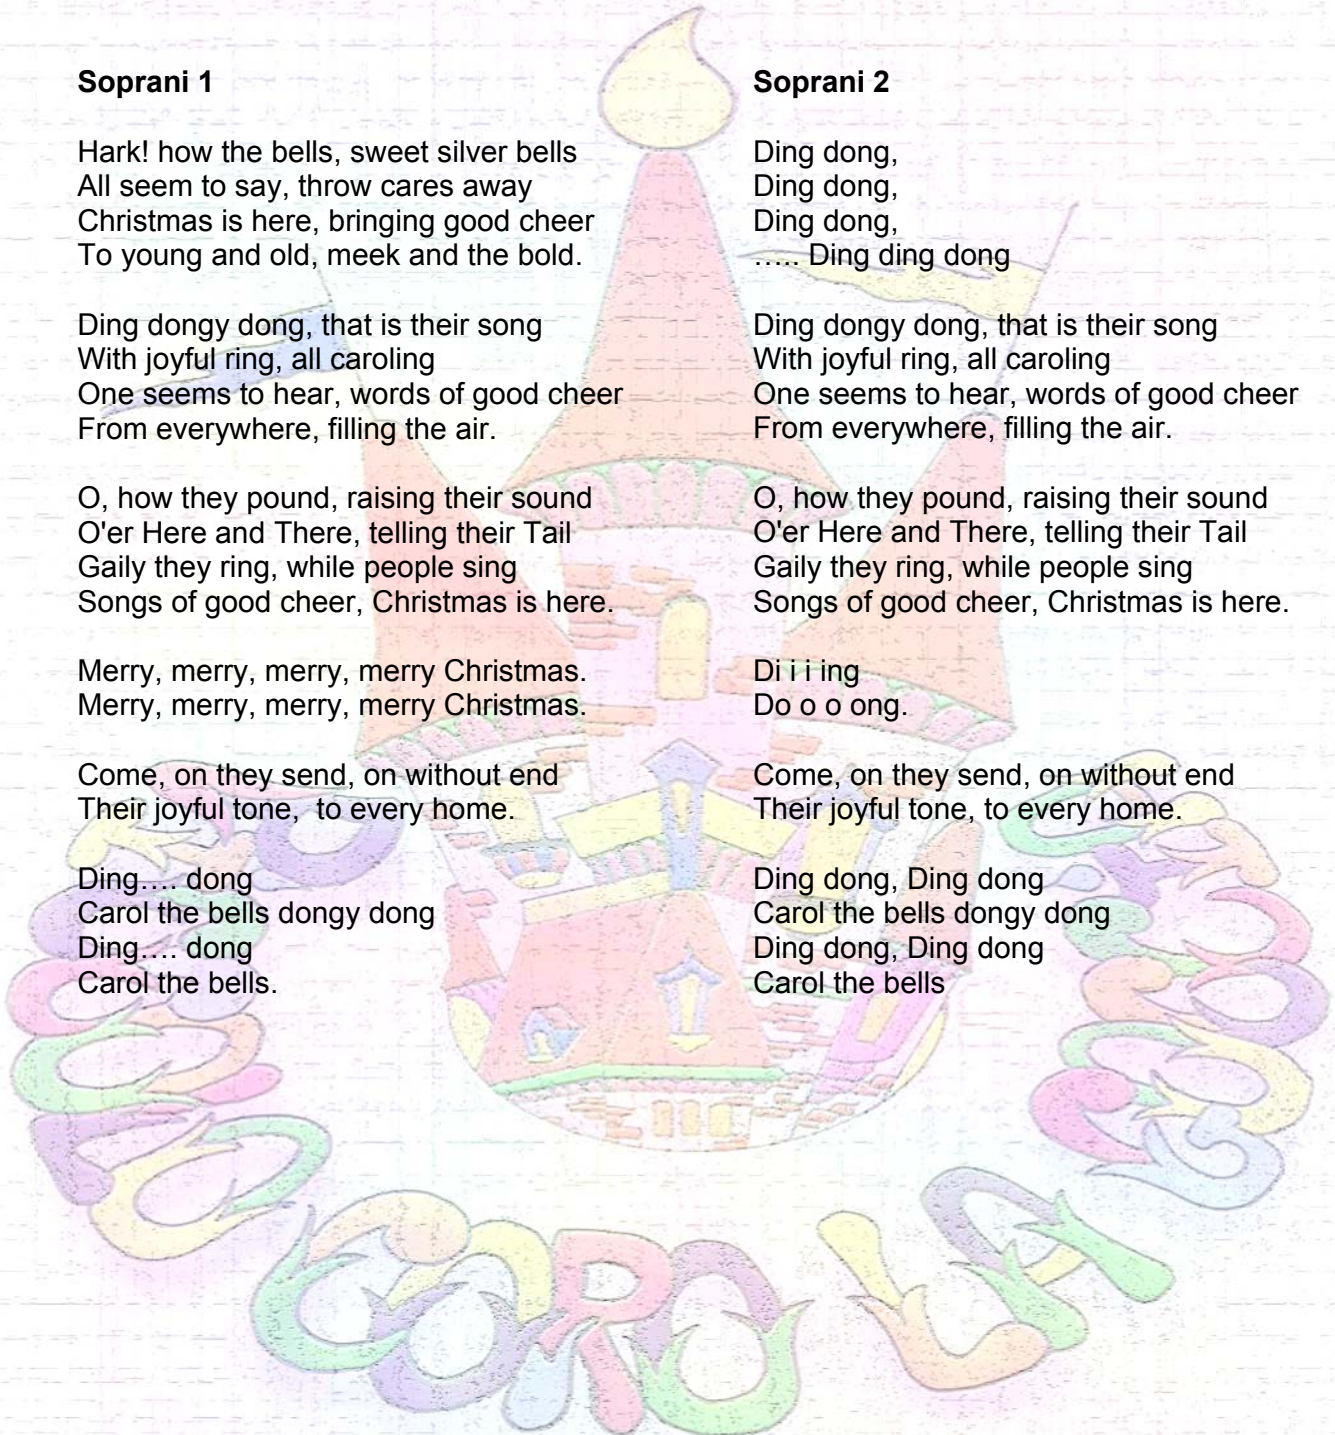 Soprani 1
Hark! how the bells, sweet silver bells
All seem to say, throw cares away
Christmas is here, bringing good cheer
To young and old, meek and the bold.
Ding dongy dong, that is their song
With joyful ring, all caroling
One seems to hear, words of good cheer
From everywhere, filling the air.
O, how they pound, raising their sound
O'er Here and There, telling their Tail
Gaily they ring, while people sing
Songs of good cheer, Christmas is here.
Merry, merry, merry, merry Christmas.
Merry, merry, merry, merry Christmas.
Come, on they send, on without end
Their joyful tone,  to every home.
Ding…. dong
Carol the bells dongy dong
Ding…. dong
Carol the bells.
Soprani 2
Ding dong,
Ding dong,
Ding dong,
….. Ding ding dong
Ding dongy dong, that is their song
With joyful ring, all caroling
One seems to hear, words of good cheer
From everywhere, filling the air.
O, how they pound, raising their sound
O'er Here and There, telling their Tail
Gaily they ring, while people sing
Songs of good cheer, Christmas is here.
Di i i ing
Do o o ong.
Come, on they send, on without end
Their joyful tone, to every home.
Ding dong, Ding dong
Carol the bells dongy dong
Ding dong, Ding dong
Carol the bells
CORO LA